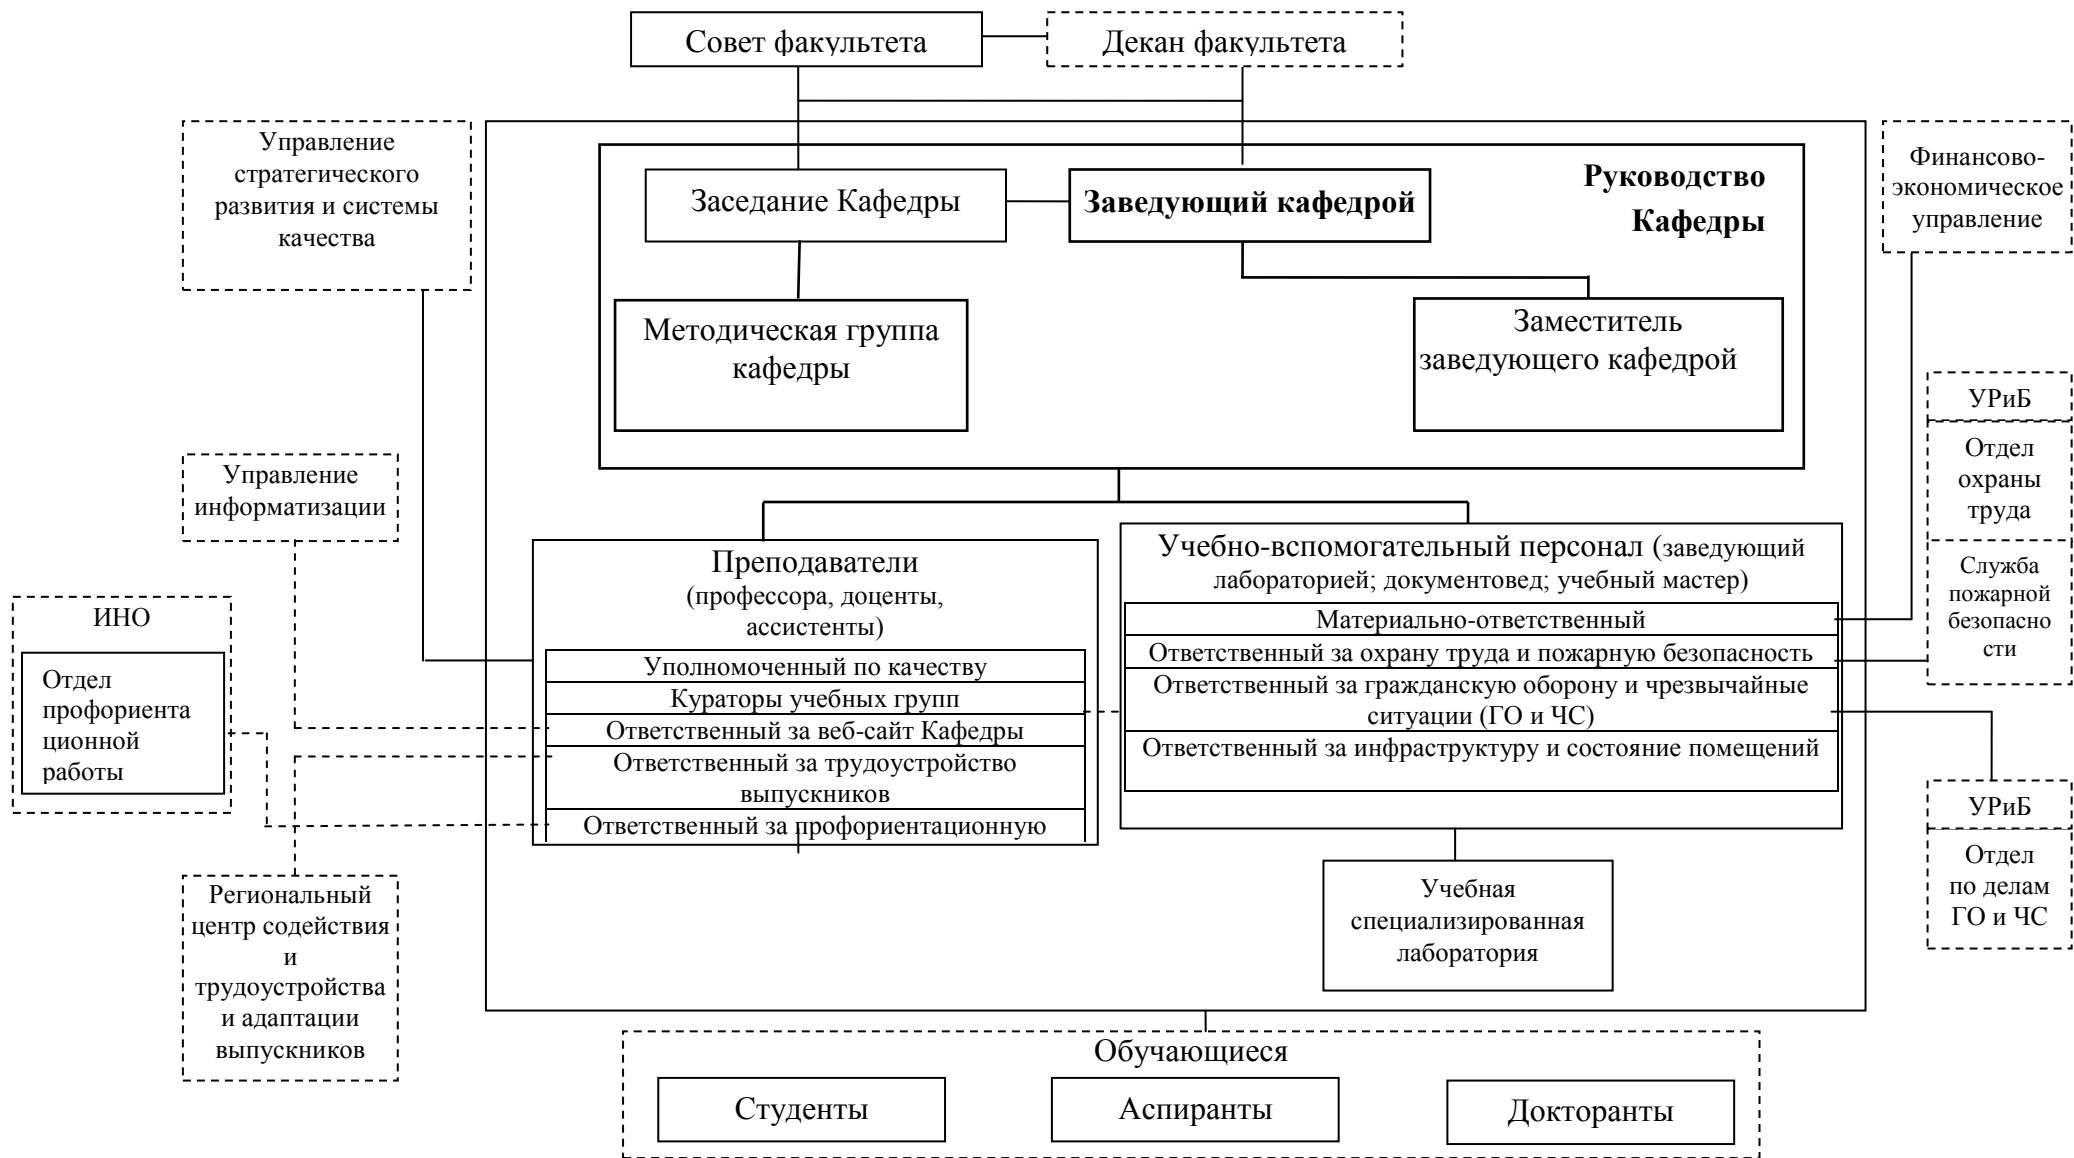 Совет факультета
Декан факультета
Управление
стратегического
развития и системы
качества
Заседание Кафедры
Заведующий кафедрой
Руководство
Кафедры
Финансово-
экономическое
управление
Методическая группа
кафедры
Заместитель
заведующего кафедрой
УРиБ
Отдел
охраны
труда
Служба
пожарной
безопасно
сти
Управление
информатизации
Преподаватели
(профессора, доценты,
ассистенты)
Уполномоченный по качеству
Кураторы учебных групп
Ответственный за веб-сайт Кафедры
Ответственный за трудоустройство
выпускников
Ответственный за профориентационную
Учебно-вспомогательный персонал (заведующий
лабораторией; документовед; учебный мастер)
Материально-ответственный
Ответственный за охрану труда и пожарную безопасность
Ответственный за гражданскую оборону и чрезвычайные
ситуации (ГО и ЧС)
Ответственный за инфраструктуру и состояние помещений
ИНО
Отдел
профориента
ционной
работы
УРиБ
Отдел
по делам
ГО и ЧС
Региональный
центр содействия
и
трудоустройства
и адаптации
выпускников
Учебная
специализированная
лаборатория
Обучающиеся
Студенты
Аспиранты
Докторанты